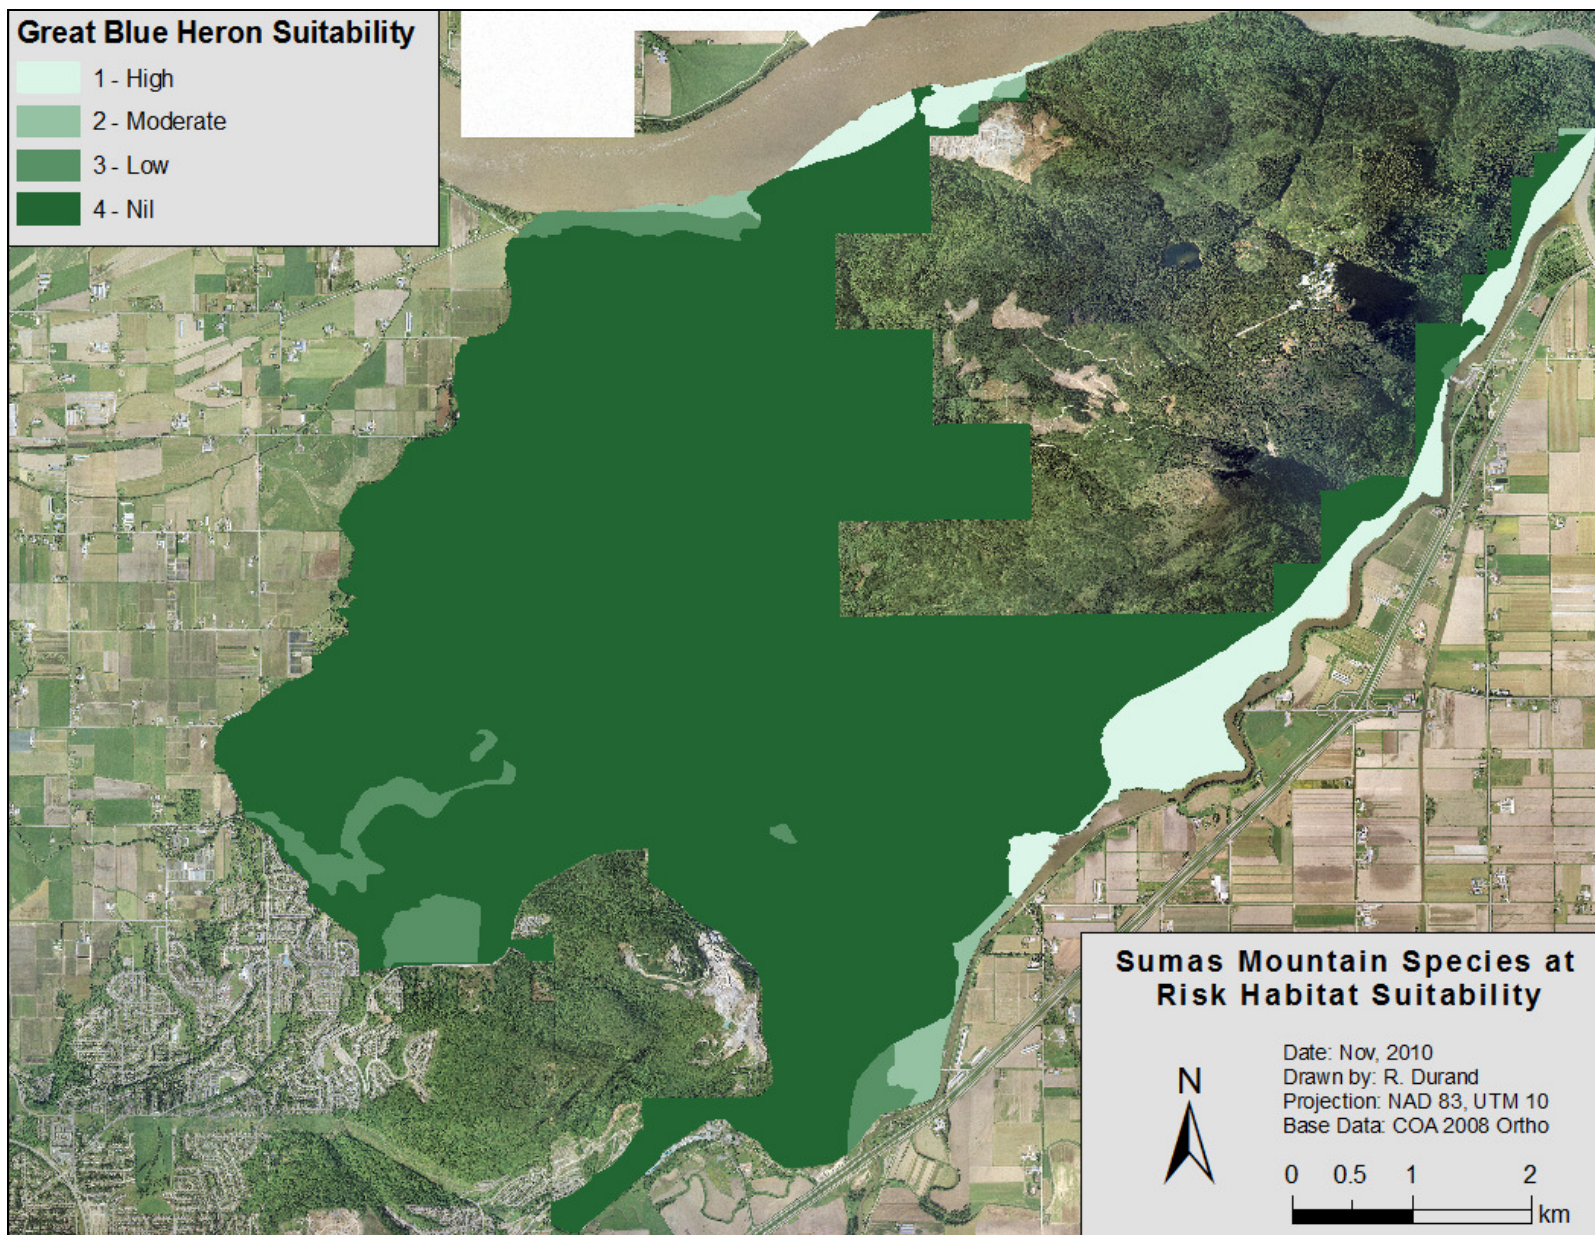 Great Blue Heron Suitability
1 - High
2 - Moderate
3 - Low
4 - Nil
Sumas Mountain Species at
Risk Habitat Suitability
Date: Nov, 2010
Drawn by: R. Durand
Projection: NAD 83, UTM 10
Base Data: COA 2008 Ortho
N
0 0.5 1 2
km